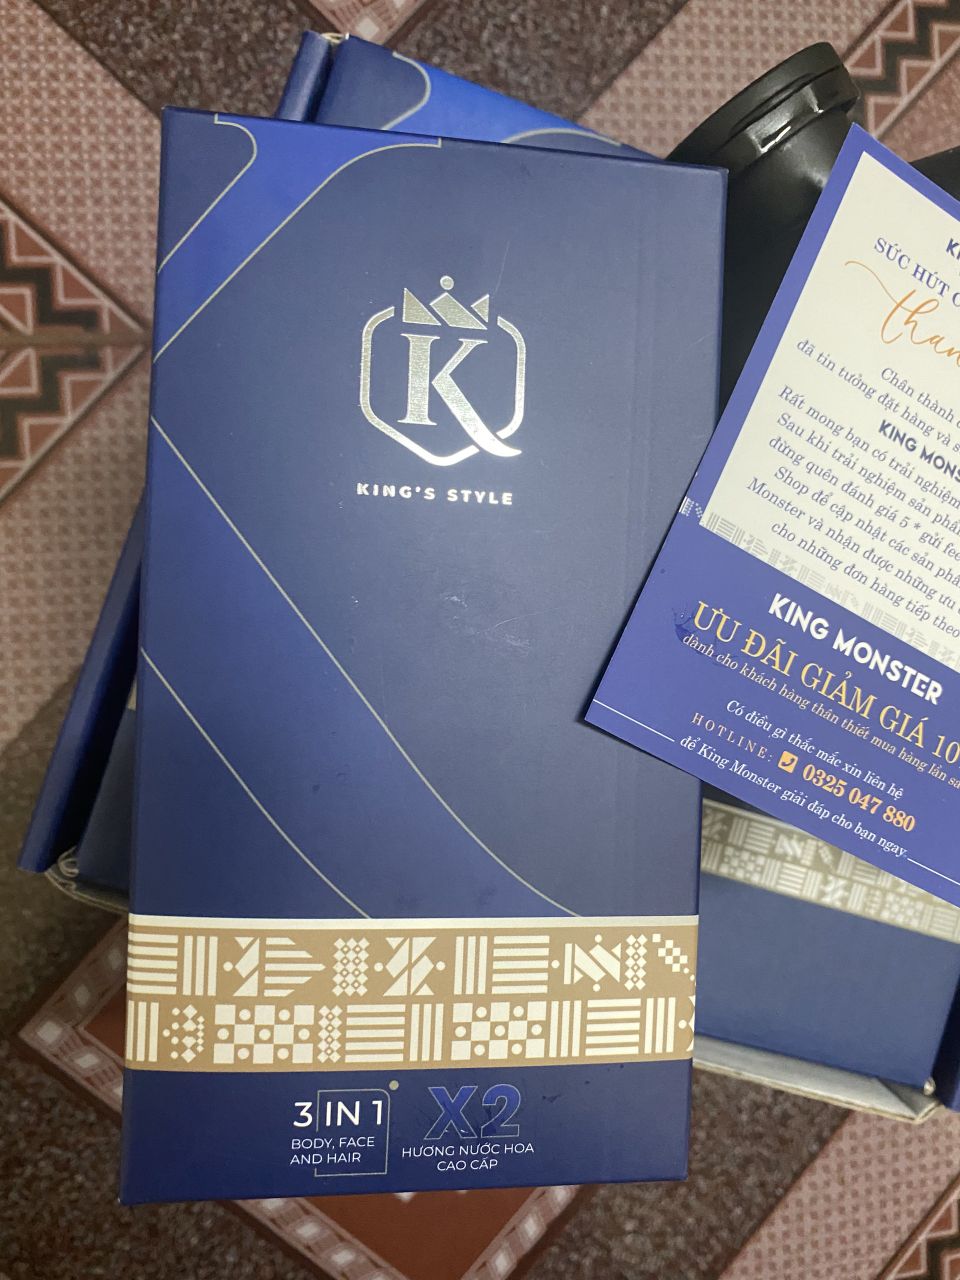 K
KING'S STYLE
3 IN 1
BODY, FACE
AND HAIR
X2
HƯƠNG NƯỚC HOA
CAO CẤP
SỨC HÚT
đã tin tưởng đặt hàng và
Chân thành
KING
Rất mong bạn có trải nghiệm
Sau khi trải nghiệm sản phẩm
đừng quên đánh giá 5 * gửi
Shop để cập nhật các sản
Monster và nhận được những ưu
cho những đơn hàng tiếp theo
KING MONSTER
ƯU ĐÃI GIẢM GIÁ 10
dành cho khách hàng thân thiết mua hàng lần
Có điều gì thắc mắc xin liên hệ
HOTLINE: 0325 047 880
để King Monster giải đáp cho bạn ngay.